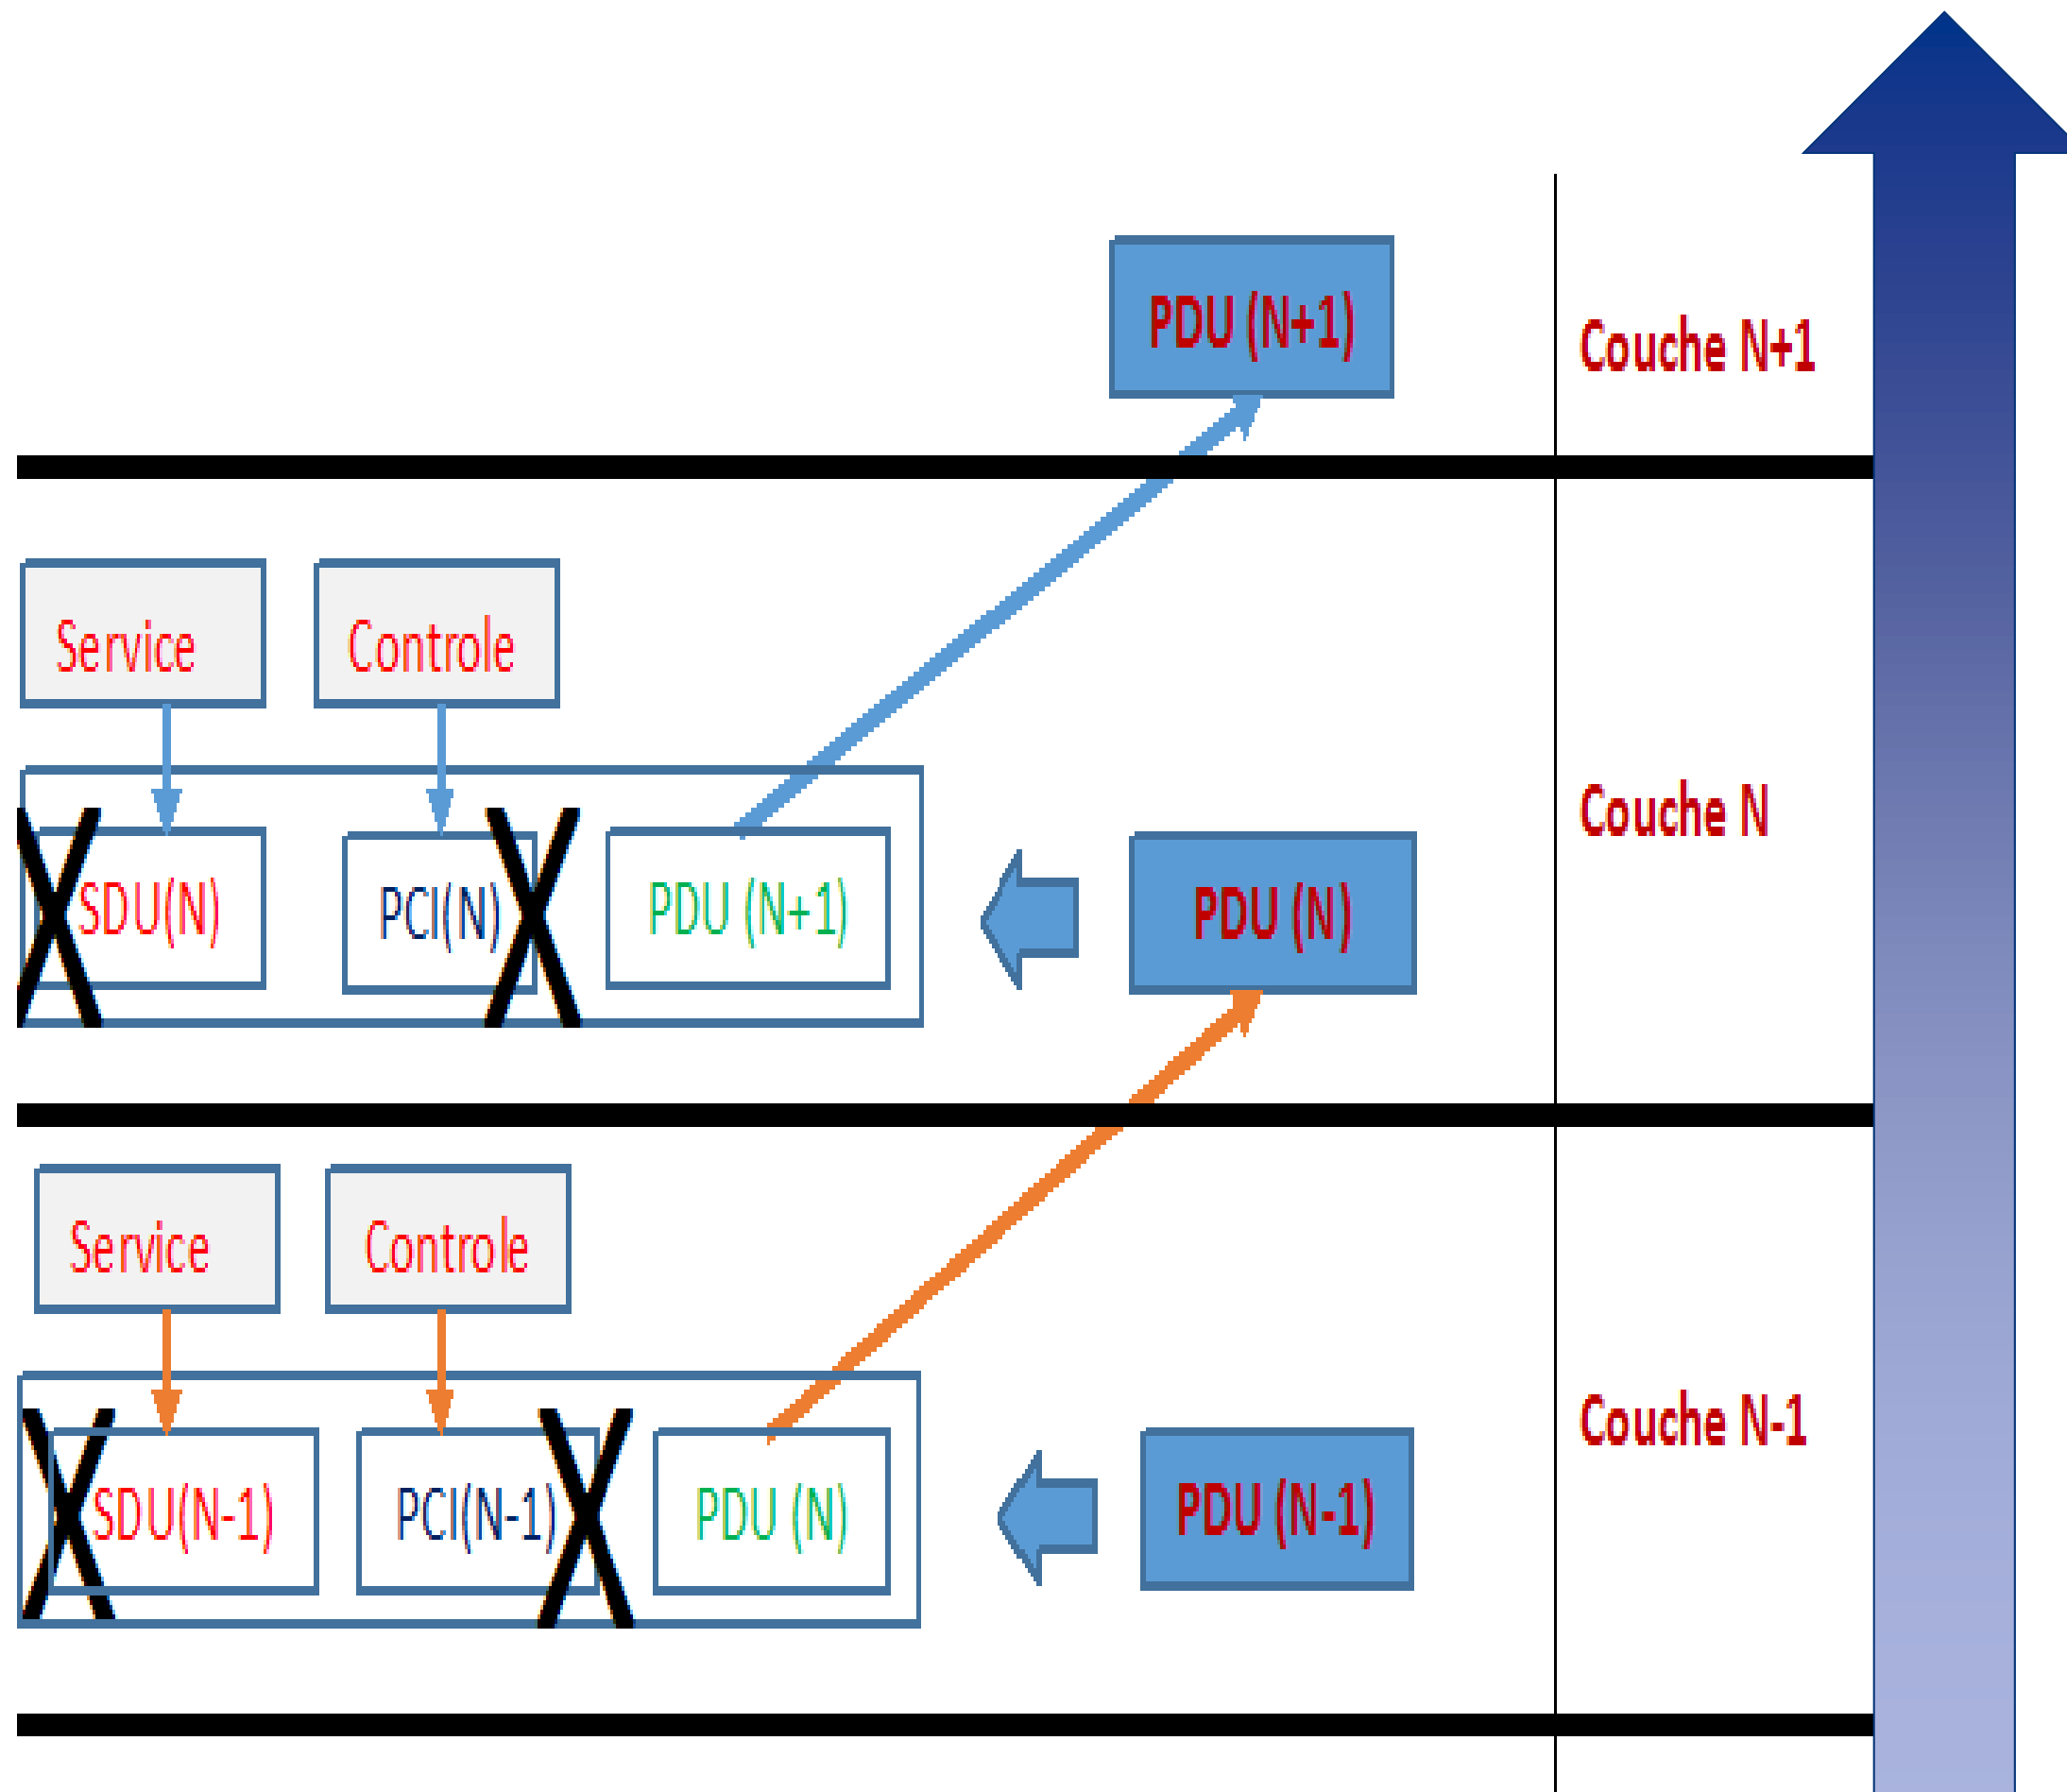 PDU (N+1)
Couche N+1
Service
Controle
SDU(N)
PCI(N)
PDU (N+1)
PDU (N)
Couche N
Service
Controle
SDU(N-1)
PCI(N-1)
PDU (N)
PDU (N-1)
Couche N-1